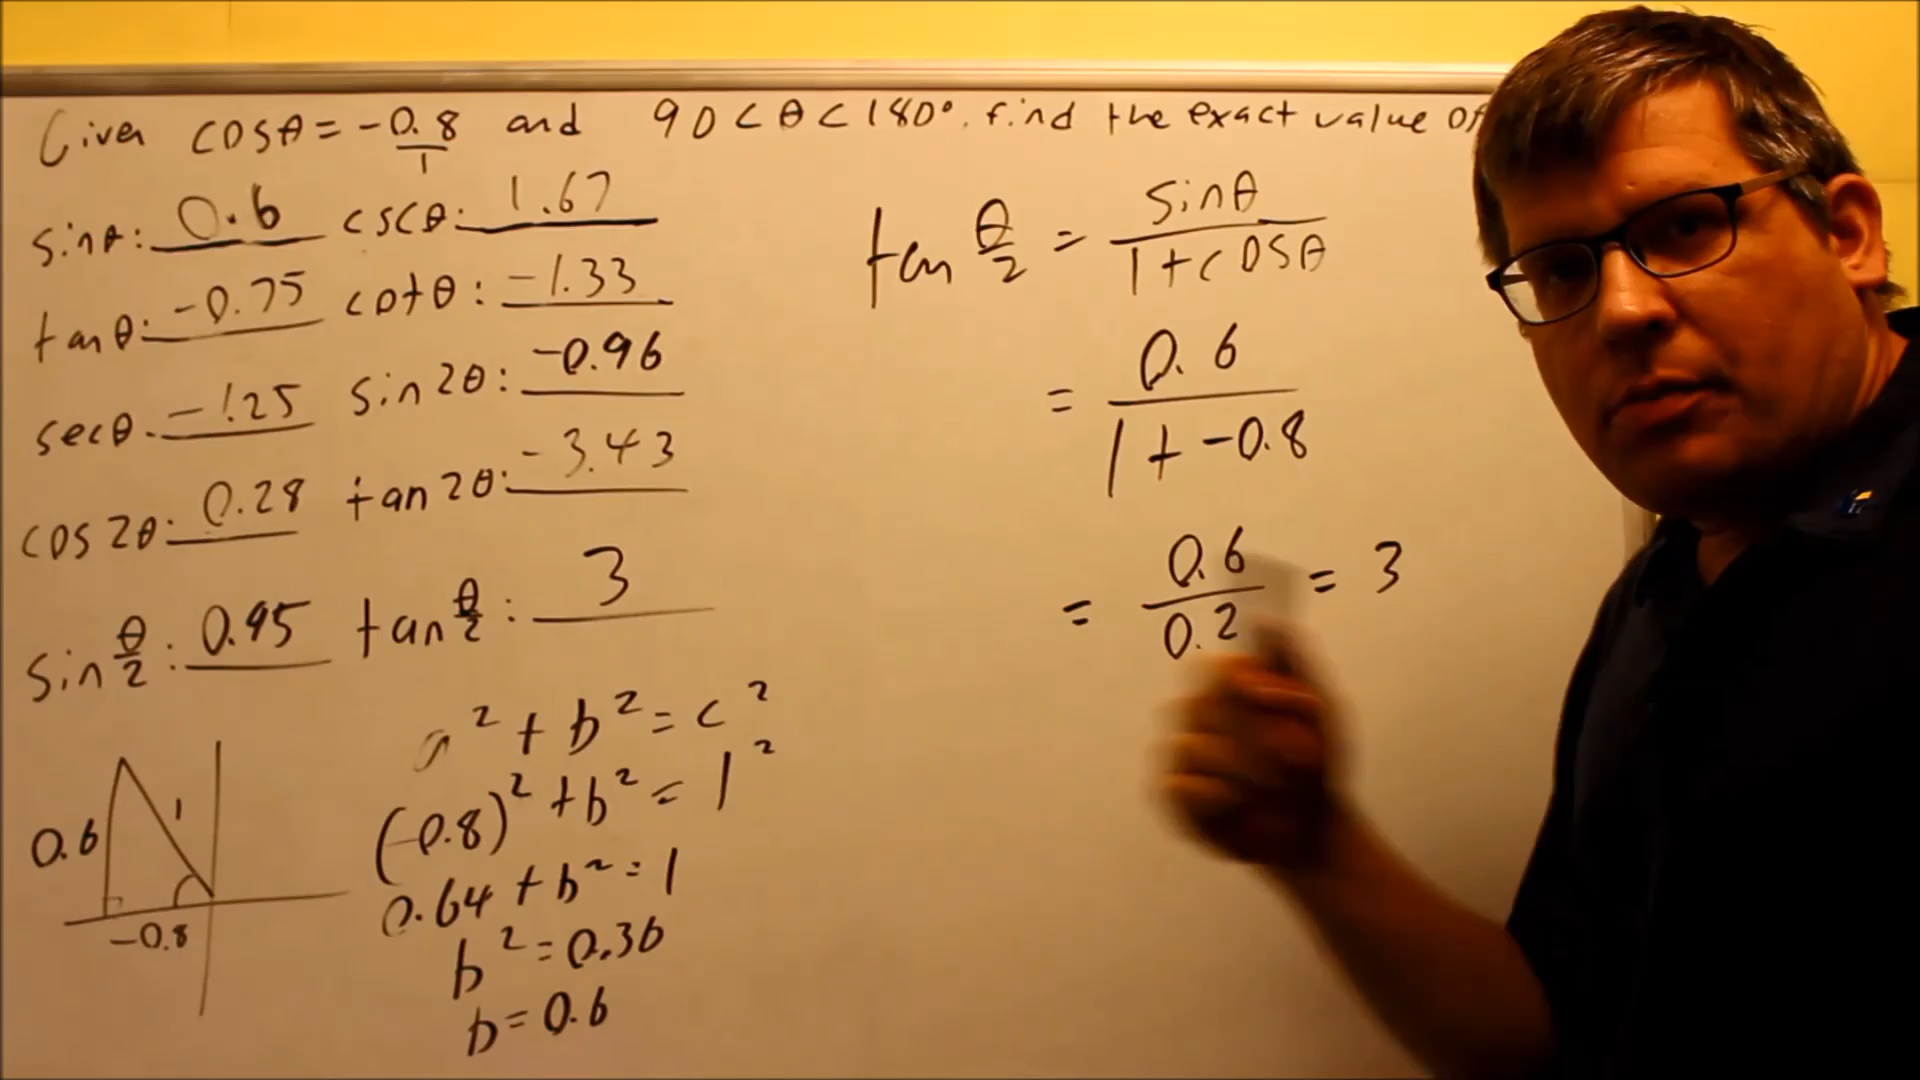 Given cosθ = -0.8/1 and 90<θ<180°. find the exact value of
sinθ: 0.6 cscθ: 1.67
tanθ: -0.75 cotθ: -1.33
secθ: -1.25 sin2θ: -0.96
cos2θ: 0.28 tan2θ: -3.43
sin θ/2: 0.95 tan θ/2: 3
a² + b² = c²
(-0.8)² + b² = 1²
0.64 + b² = 1
b² = 0.36
b = 0.6
0.6
1
-0.8
tan θ/2 = sinθ/1+cosθ
= 0.6/1+-0.8
= 0.6/0.2 = 3